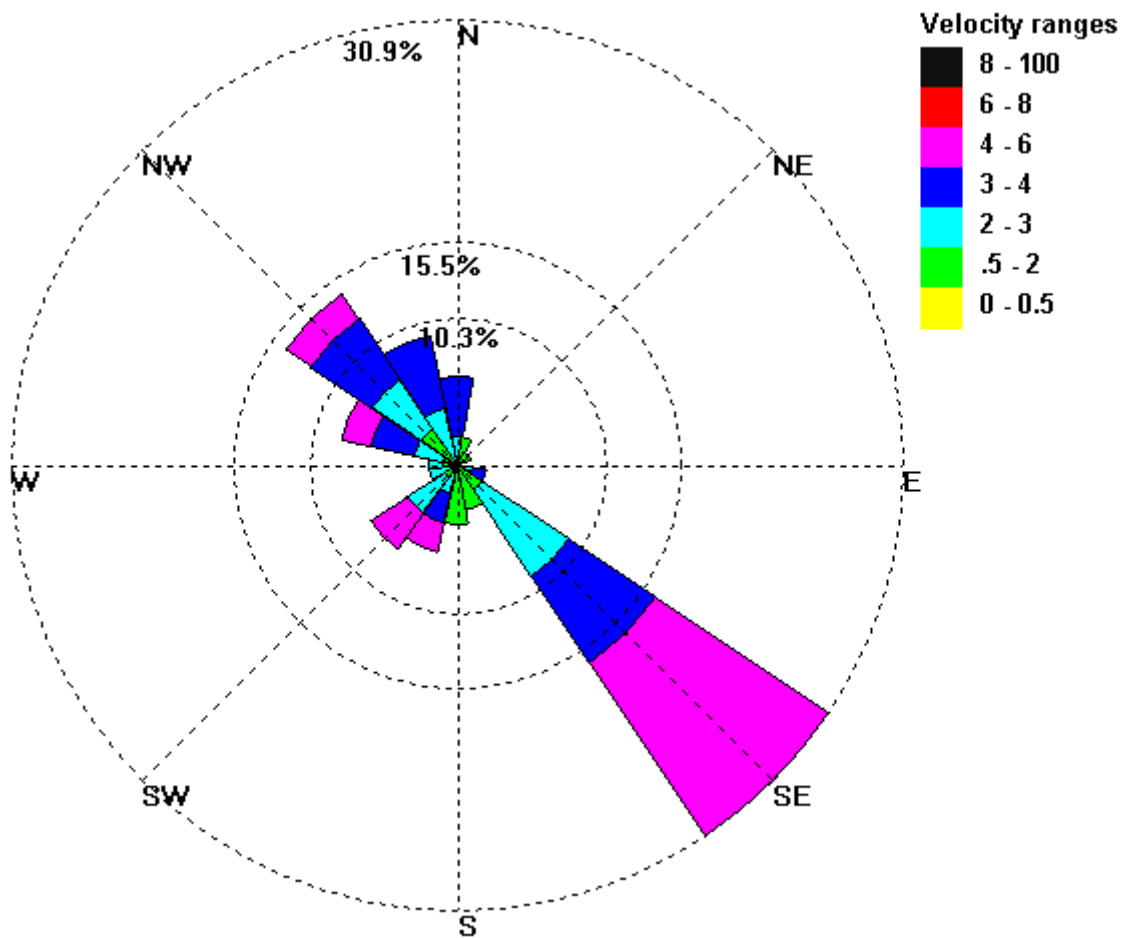 Velocity ranges
8 - 100
6 - 8
4 - 6
3 - 4
2 - 3
.5 - 2
0 - 0.5
N
30.9%
NW
NE
15.5%
10.3%
W
E
SW
SE
S